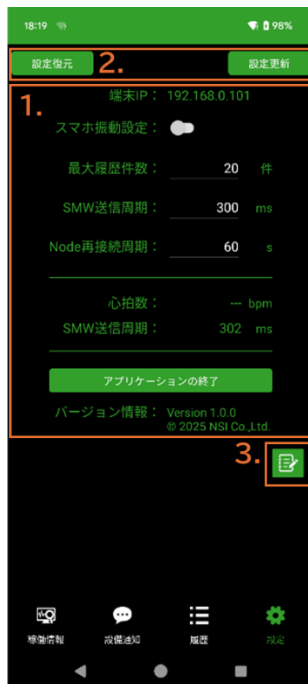 18:19 98%
設定復元 2. 設定更新
1.
端末IP： 192.168.0.101
スマホ振動設定：
最大履歴件数： 20 件
SMW送信周期： 300 ms
Node再接続周期： 60 s
心拍数： --- bpm
SMW送信周期： 302 ms
アプリケーションの終了
バージョン情報： Version 1.0.0
© 2025 NSI Co.,Ltd.
3.
稼働情報 設備通知 履歴 設定